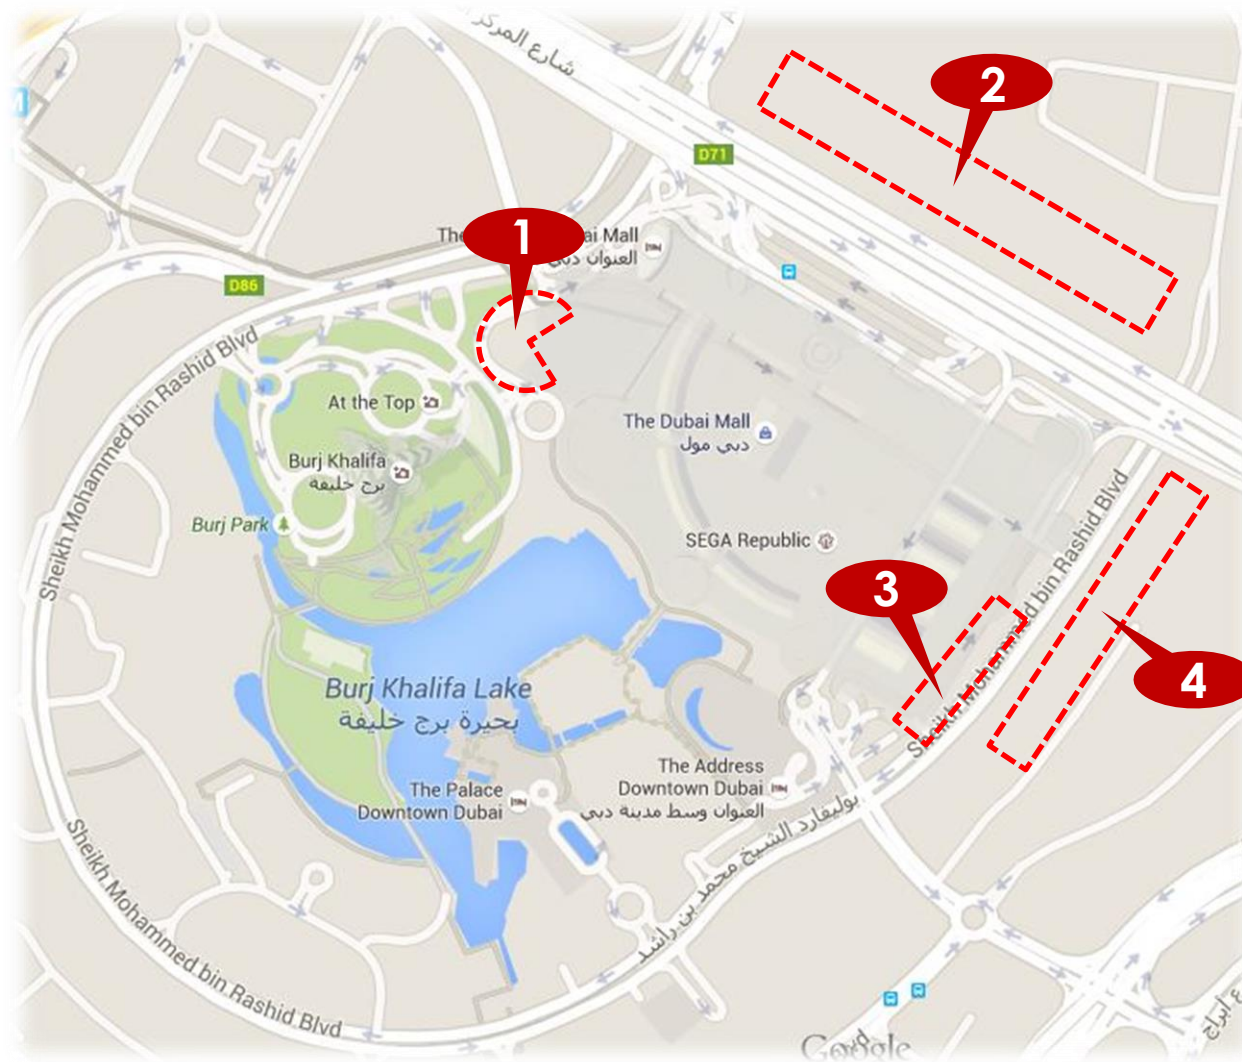 شارع المركز
2
D71
1
The
ai Mall
العنوان دبي
D86
Sheikh Mohammed bin Rashid Blvd
At the Top
The Dubai Mall
دبي مول
Burj Khalifa
برج خليفة
Burj Park
SEGA Republic
Sheikh Mohammed bin Rashid Blvd
3
4
Burj Khalifa Lake
بحيرة برج خليفة
The Address
Downtown Dubai
العنوان وسط مدينة دبي
The Palace
Downtown Dubai
بوليفارد الشيخ محمد بن راشد
Sheikh Mohammed bin Rashid Blvd
Google